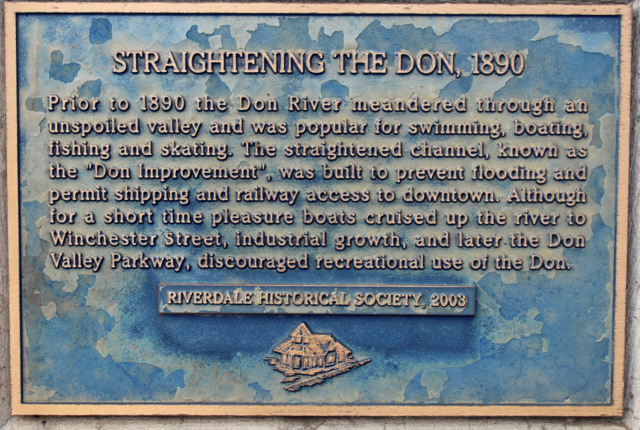 STRAIGHTENING THE DON, 1890
Prior to 1890 the Don River meandered through an
unspoiled valley and was popular for swimming, boating,
fishing and skating. The straightened channel, known as
the "Don Improvement", was built to prevent flooding and
permit shipping and railway access to downtown. Although
for a short time pleasure boats cruised up the river to
Winchester Street, industrial growth, and later the Don
Valley Parkway, discouraged recreational use of the Don.
RIVERDALE HISTORICAL SOCIETY, 2003